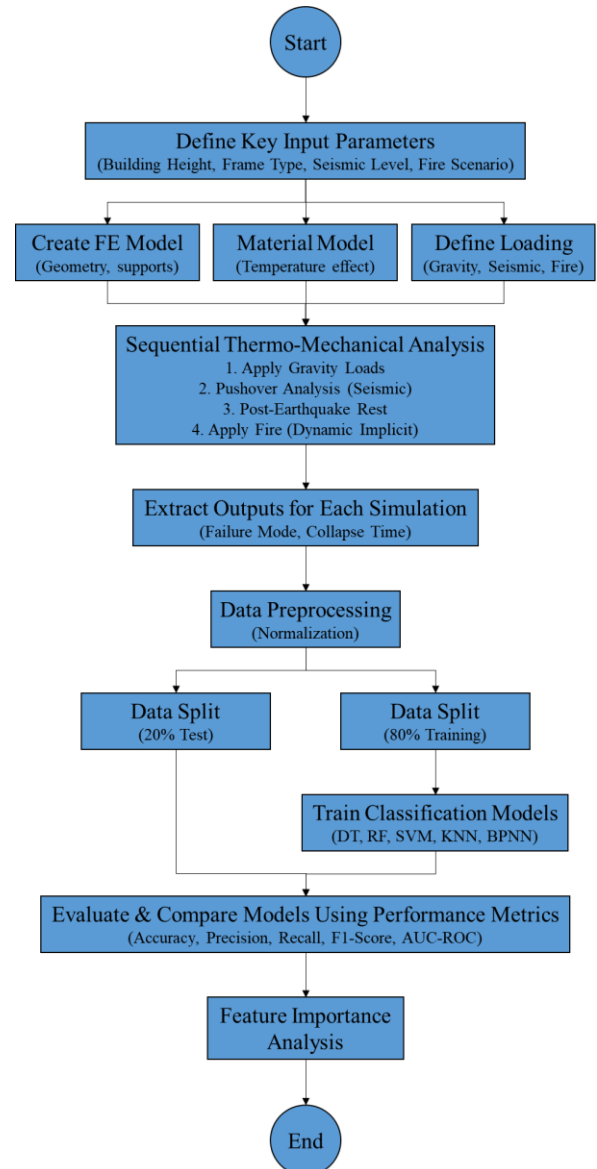 Start
Define Key Input Parameters
(Building Height, Frame Type, Seismic Level, Fire Scenario)
Create FE Model
(Geometry, supports)
Material Model
(Temperature effect)
Define Loading
(Gravity, Seismic, Fire)
Sequential Thermo-Mechanical Analysis
1. Apply Gravity Loads
2. Pushover Analysis (Seismic)
3. Post-Earthquake Rest
4. Apply Fire (Dynamic Implicit)
Extract Outputs for Each Simulation
(Failure Mode, Collapse Time)
Data Preprocessing
(Normalization)
Data Split
(20% Test)
Data Split
(80% Training)
Train Classification Models
(DT, RF, SVM, KNN, BPNN)
Evaluate & Compare Models Using Performance Metrics
(Accuracy, Precision, Recall, F1-Score, AUC-ROC)
Feature Importance
Analysis
End